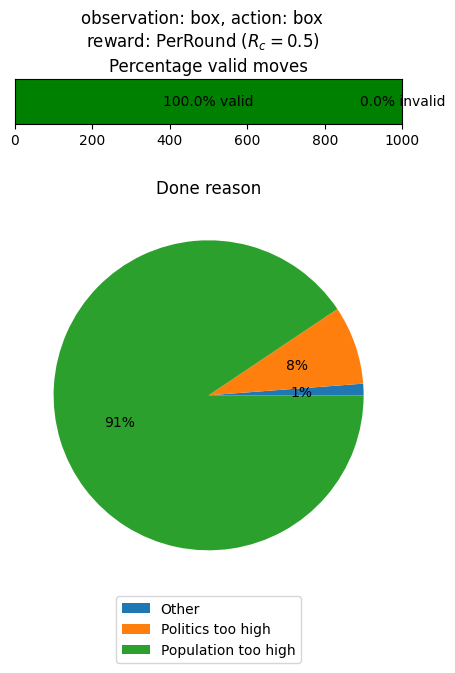 observation: box, action: box
reward: PerRound (R_c = 0.5)
Percentage valid moves
100.0% valid
0.0% invalid
0 200 400 600 800 1000
Done reason
8%
1%
91%
Other
Politics too high
Population too high